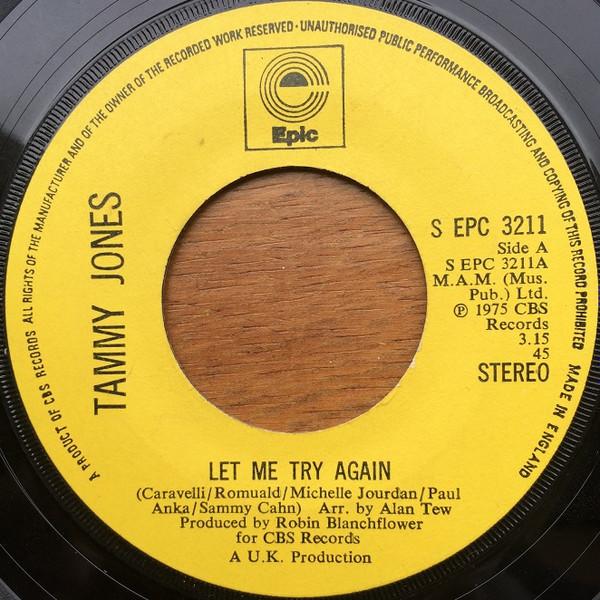 A PRODUCT OF CBS RECORDS ALL RIGHTS OF THE MANUFACTURER AND OF THE OWNER OF THE RECORDED WORK RESERVED · UNAUTHORISED PUBLIC PERFORMANCE BROADCASTING AND COPYING OF THIS RECORD PROHIBITED MADE IN ENGLAND
Epic
TAMMY JONES
S EPC 3211
Side A
S EPC 3211A
M.A.M. (Mus.
Pub.) Ltd.
℗ 1975 CBS
Records
3.15
45
STEREO
LET ME TRY AGAIN
(Caravelli/Romuald/Michelle Jourdan/Paul
Anka/Sammy Cahn) Arr. by Alan Tew
Produced by Robin Blanchflower
for CBS Records
A U.K. Production